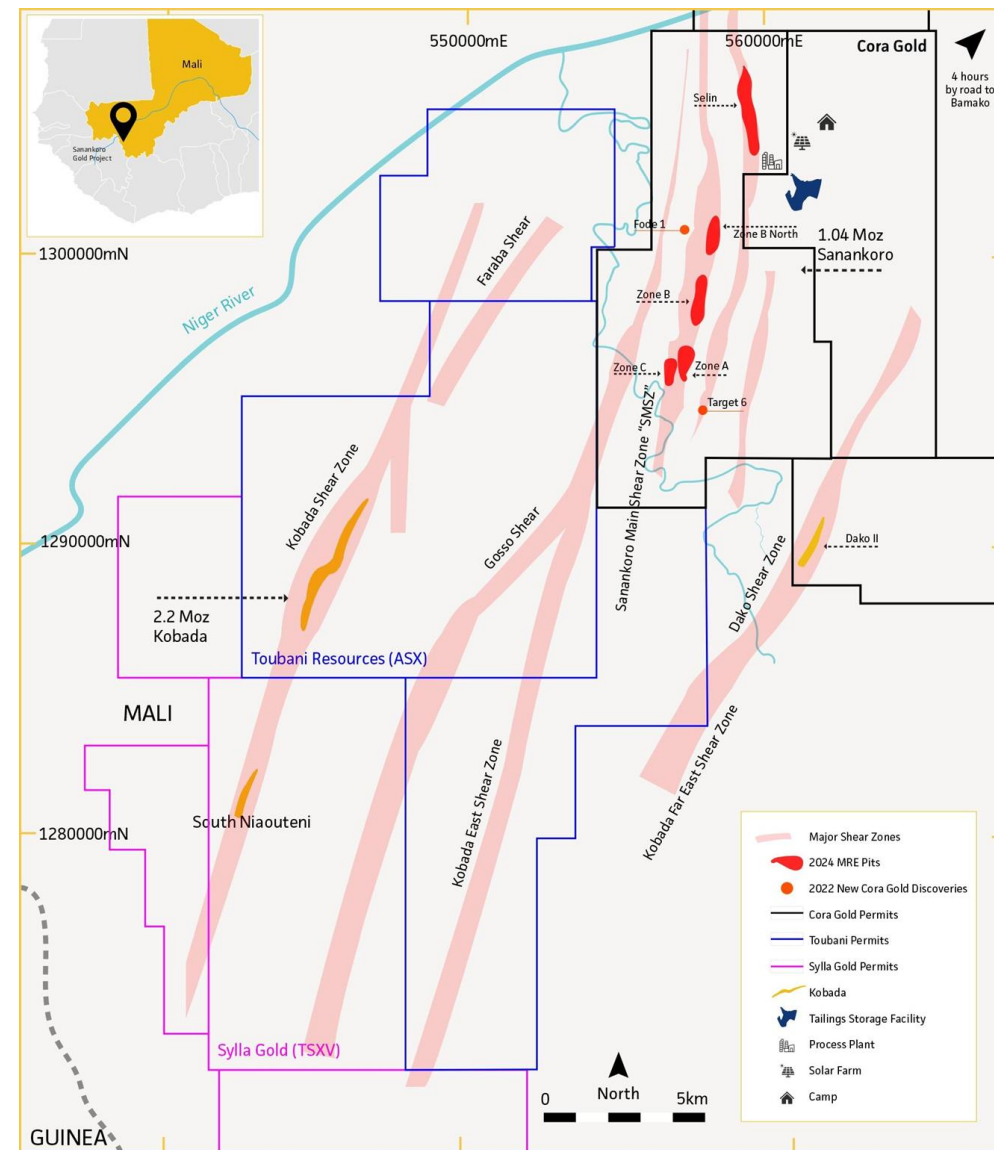 Mali
Sanankoro
Gold Project
550000mE
560000mE
Cora Gold
4 hours
by road to
Bamako
Selin
Fode 1
Zone B North
1.04 Moz
Sanankoro
1300000mN
Faraba Shear
Niger River
Zone B
Zone C
Zone A
Target 6
Sanankoro Main Shear Zone “SMSZ”
Kobada Shear Zone
Gosso Shear
1290000mN
Dako II
Dako Shear Zone
2.2 Moz
Kobada
Toubani Resources (ASX)
MALI
Kobada East Shear Zone
Kobada Far East Shear Zone
South Niaouteni
1280000mN
Sylla Gold (TSXV)
GUINEA
North
0
5km
Major Shear Zones
2024 MRE Pits
2022 New Cora Gold Discoveries
Cora Gold Permits
Toubani Permits
Sylla Gold Permits
Kobada
Tailings Storage Facility
Process Plant
Solar Farm
Camp